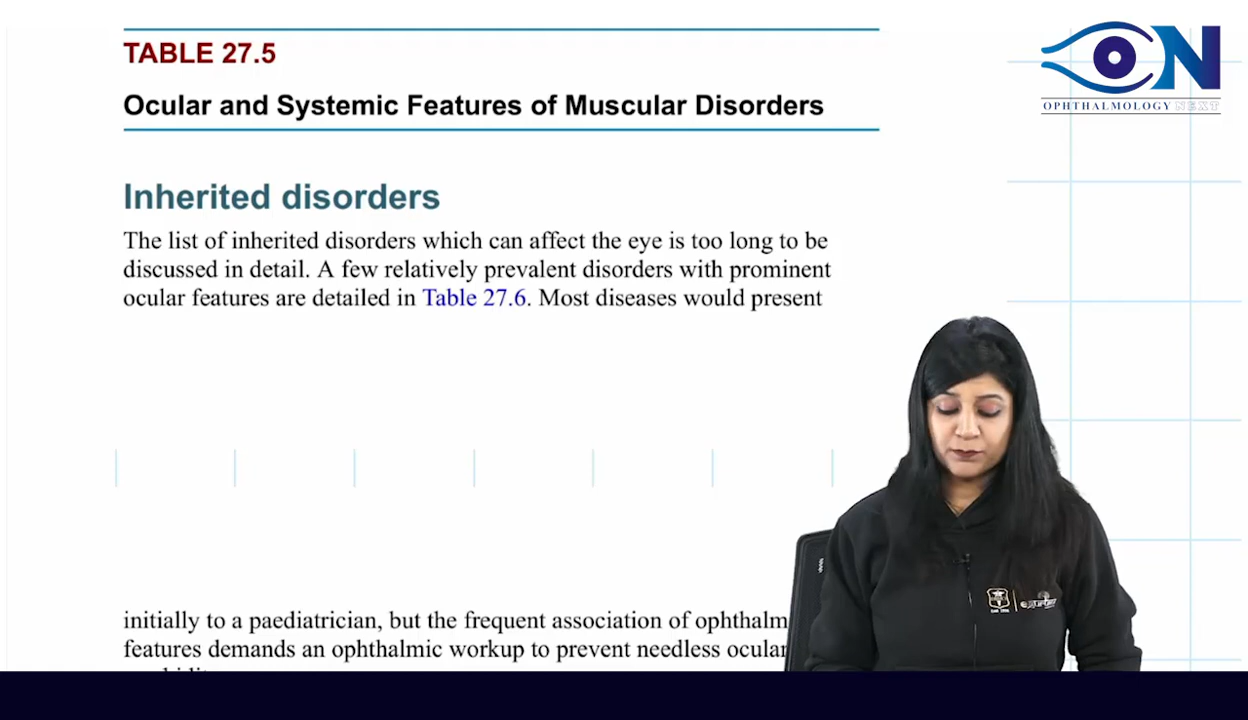 TABLE 27.5
Ocular and Systemic Features of Muscular Disorders
Inherited disorders
The list of inherited disorders which can affect the eye is too long to be
discussed in detail. A few relatively prevalent disorders with prominent
ocular features are detailed in Table 27.6. Most diseases would present
initially to a paediatrician, but the frequent association of ophthalm
features demands an ophthalmic workup to prevent needless ocular
ON
OPHTHALMOLOGY NEXT